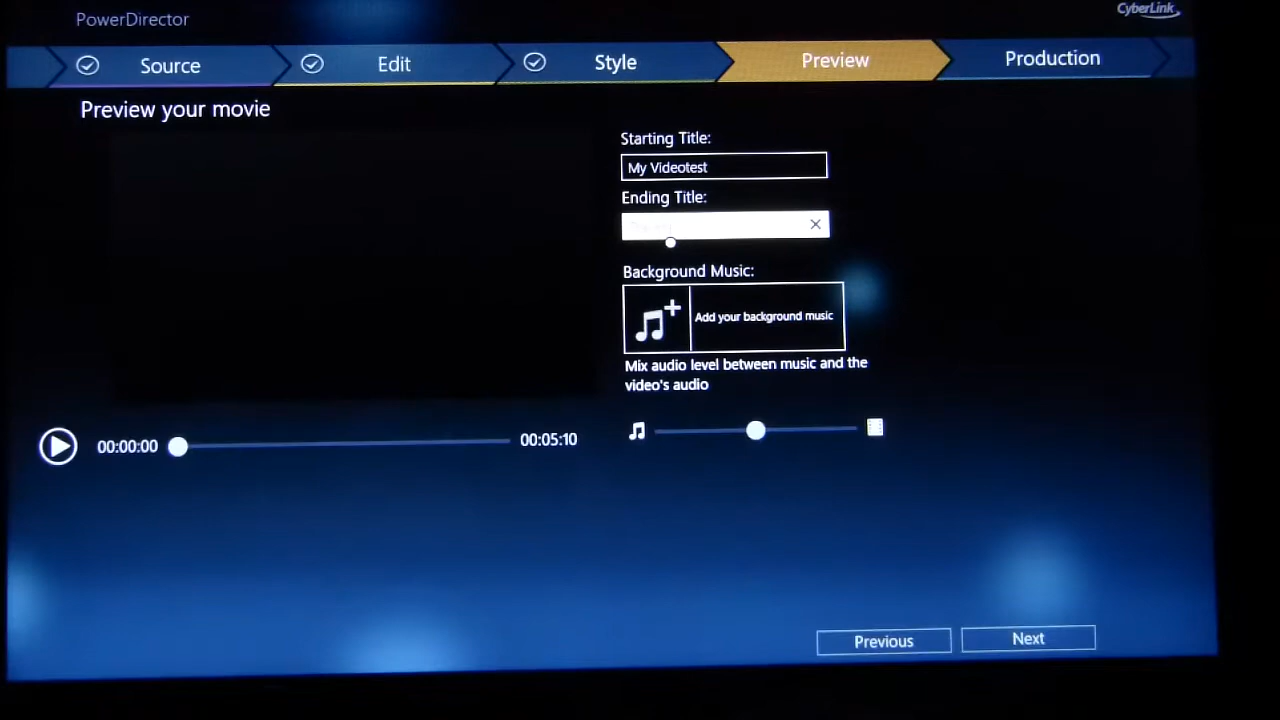 PowerDirector
CyberLink
Source
Edit
Style
Preview
Production
Preview your movie
Starting Title:
My Videotest
Ending Title:
Background Music:
Add your background music
Mix audio level between music and the
video's audio
00:00:00
00:05:10
Previous
Next